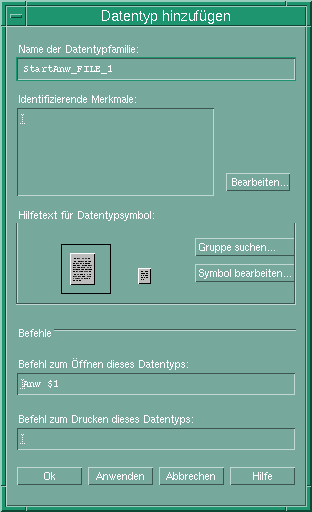 Datentyp hinzufügen
Name der Datentypfamilie:
StartAnw_FILE_1
Identifizierende Merkmale:
Bearbeiten...
Hilfetext für Datentypsymbol:
Gruppe suchen...
Symbol bearbeiten...
Befehle
Befehl zum Öffnen dieses Datentyps:
Anw $1
Befehl zum Drucken dieses Datentyps:
Ok Anwenden Abbrechen Hilfe